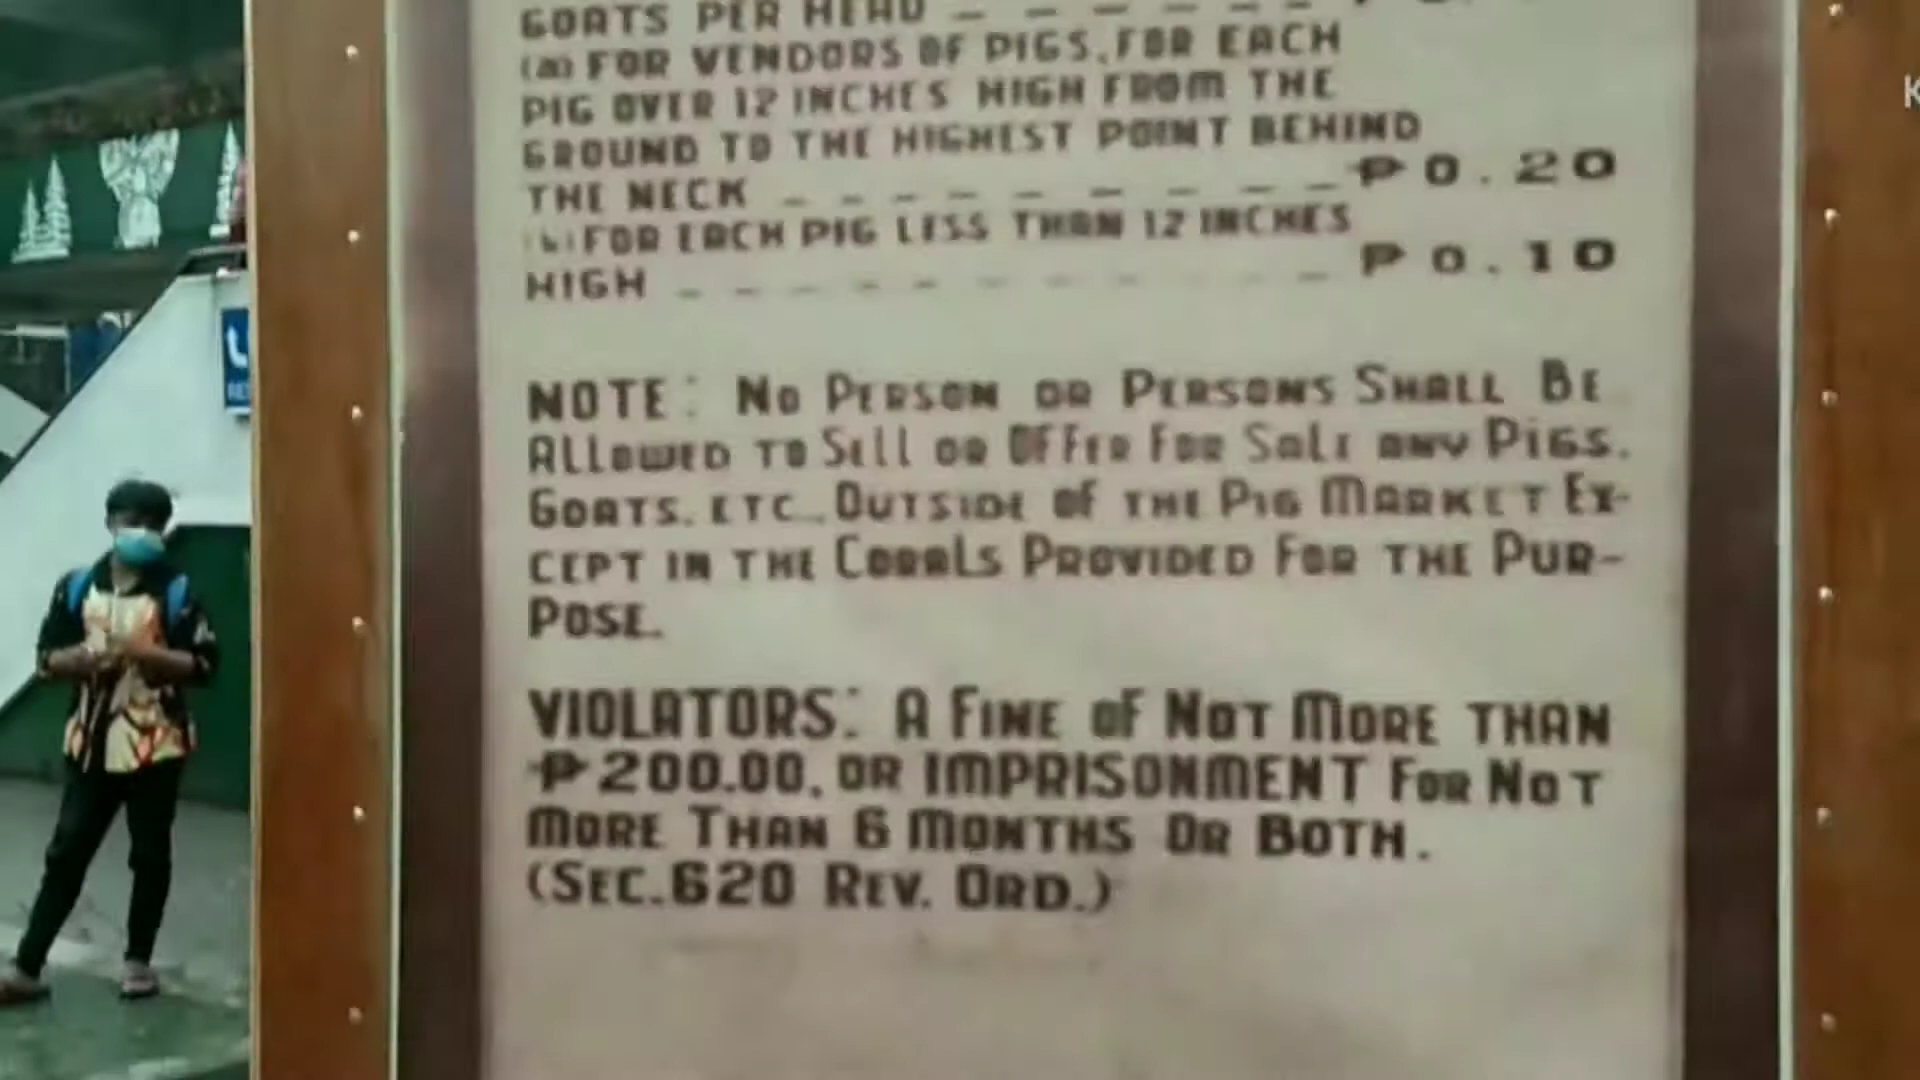 GOATS PER HEAD _ _ _ _ _ _ P
(a) FOR VENDORS OF PIGS, FOR EACH
PIG OVER 12 INCHES HIGH FROM THE
GROUND TO THE HIGHEST POINT BEHIND
THE NECK _ _ _ _ _ _ _ _ _ _ ₱0.20
(b) FOR EACH PIG LESS THAN 12 INCHES
HIGH _ _ _ _ _ _ _ _ _ _ _ _ ₱0.10
NOTE: No PERSON OR PERSONS SHALL BE
ALLOWED TO Sell OR OFFER FOR SALE ANY PIGS,
GOATS, ETC., OUTSIDE OF THE PIG MARKET EX-
CEPT IN THE CORALS PROVIDED FOR THE PUR-
POSE.
VIOLATORS: A FINE OF NOT MORE THAN
₱200.00, OR IMPRISONMENT FOR NOT
MORE THAN 6 MONTHS OR BOTH.
(SEC.620 REV. ORD.)
K